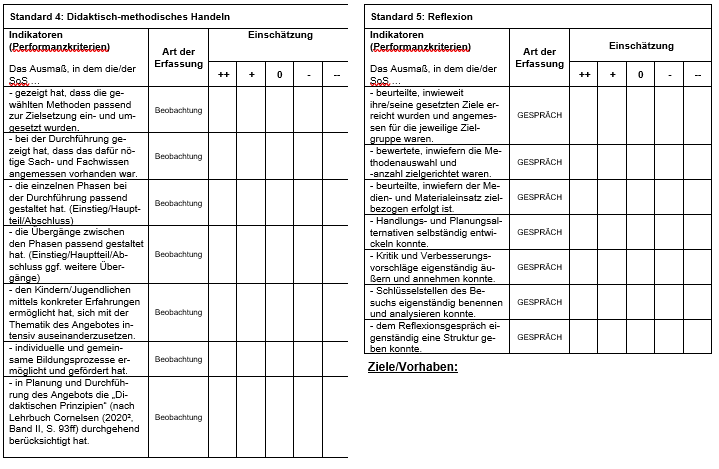 Standard 4: Didaktisch-methodisches Handeln
Indikatoren
(Performanzkriterien)
Das Ausmaß, in dem die/der
SoS …
Art der
Erfassung
Einschätzung
++ + 0 - --
- gezeigt hat, dass die ge-
wählten Methoden passend
zur Zielsetzung ein- und um-
gesetzt wurden.
Beobachtung
- bei der Durchführung ge-
zeigt hat, dass das dafür nö-
tige Sach- und Fachwissen
angemessen vorhanden war.
Beobachtung
- die einzelnen Phasen bei
der Durchführung passend
gestaltet hat. (Einstieg/Haupt-
teil/Abschluss)
Beobachtung
- die Übergänge zwischen
den Phasen passend gestaltet
hat. (Einstieg/Hauptteil/Ab-
schluss ggf. weitere Über-
gänge)
Beobachtung
- den Kindern/Jugendlichen
mittels konkreter Erfahrungen
ermöglicht hat, sich mit der
Thematik des Angebotes in-
tensiv auseinanderzusetzen.
Beobachtung
- individuelle und gemein-
same Bildungsprozesse er-
möglicht und gefördert hat.
Beobachtung
- in Planung und Durchfüh-
rung des Angebots die „Di-
daktischen Prinzipien“ (nach
Lehrbuch Cornelsen (2020², 
Band II, S. 93ff) durchgehend
berücksichtigt hat.
Beobachtung
Standard 5: Reflexion
Indikatoren
(Performanzkriterien)
Das Ausmaß, in dem die/der
SoS …
Art der
Erfassung
Einschätzung
++ + 0 - --
- beurteilte, inwieweit
ihre/seine gesetzten Ziele er-
reicht wurden und angemes-
sen für die jeweilige Ziel-
gruppe waren.
GESPRÄCH
- bewertete, inwiefern die Me-
thodenauswahl und
-anzahl zielgerichtet waren.
GESPRÄCH
- beurteilte, inwiefern der Me-
dien- und Materialeinsatz ziel-
bezogen erfolgt ist.
GESPRÄCH
- Handlungs- und Planungsal-
ternativen selbständig entwi-
ckeln konnte.
GESPRÄCH
- Kritik und Verbesserungs-
vorschläge eigenständig äu-
ßern und annehmen konnte.
GESPRÄCH
- Schlüsselstellen des Be-
suchs eigenständig benennen
und analysieren konnte.
GESPRÄCH
- dem Reflexionsgespräch ei-
genständig eine Struktur ge-
ben konnte.
GESPRÄCH
Ziele/Vorhaben: